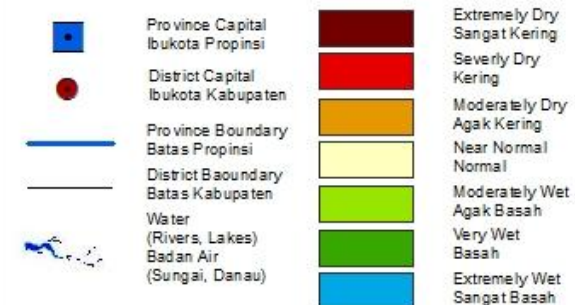 Province Capital
Ibukota Propinsi
District Capital
Ibukota Kabupaten
Province Boundary
Batas Propinsi
District Baoundary
Batas Kabupaten
Water
(Rivers, Lakes)
Badan Air
(Sungai, Danau)
Extremely Dry
Sangat Kering
Severly Dry
Kering
Moderately Dry
Agak Kering
Near Normal
Normal
Moderately Wet
Agak Basah
Very Wet
Basah
Extremely Wet
Sangat Basah